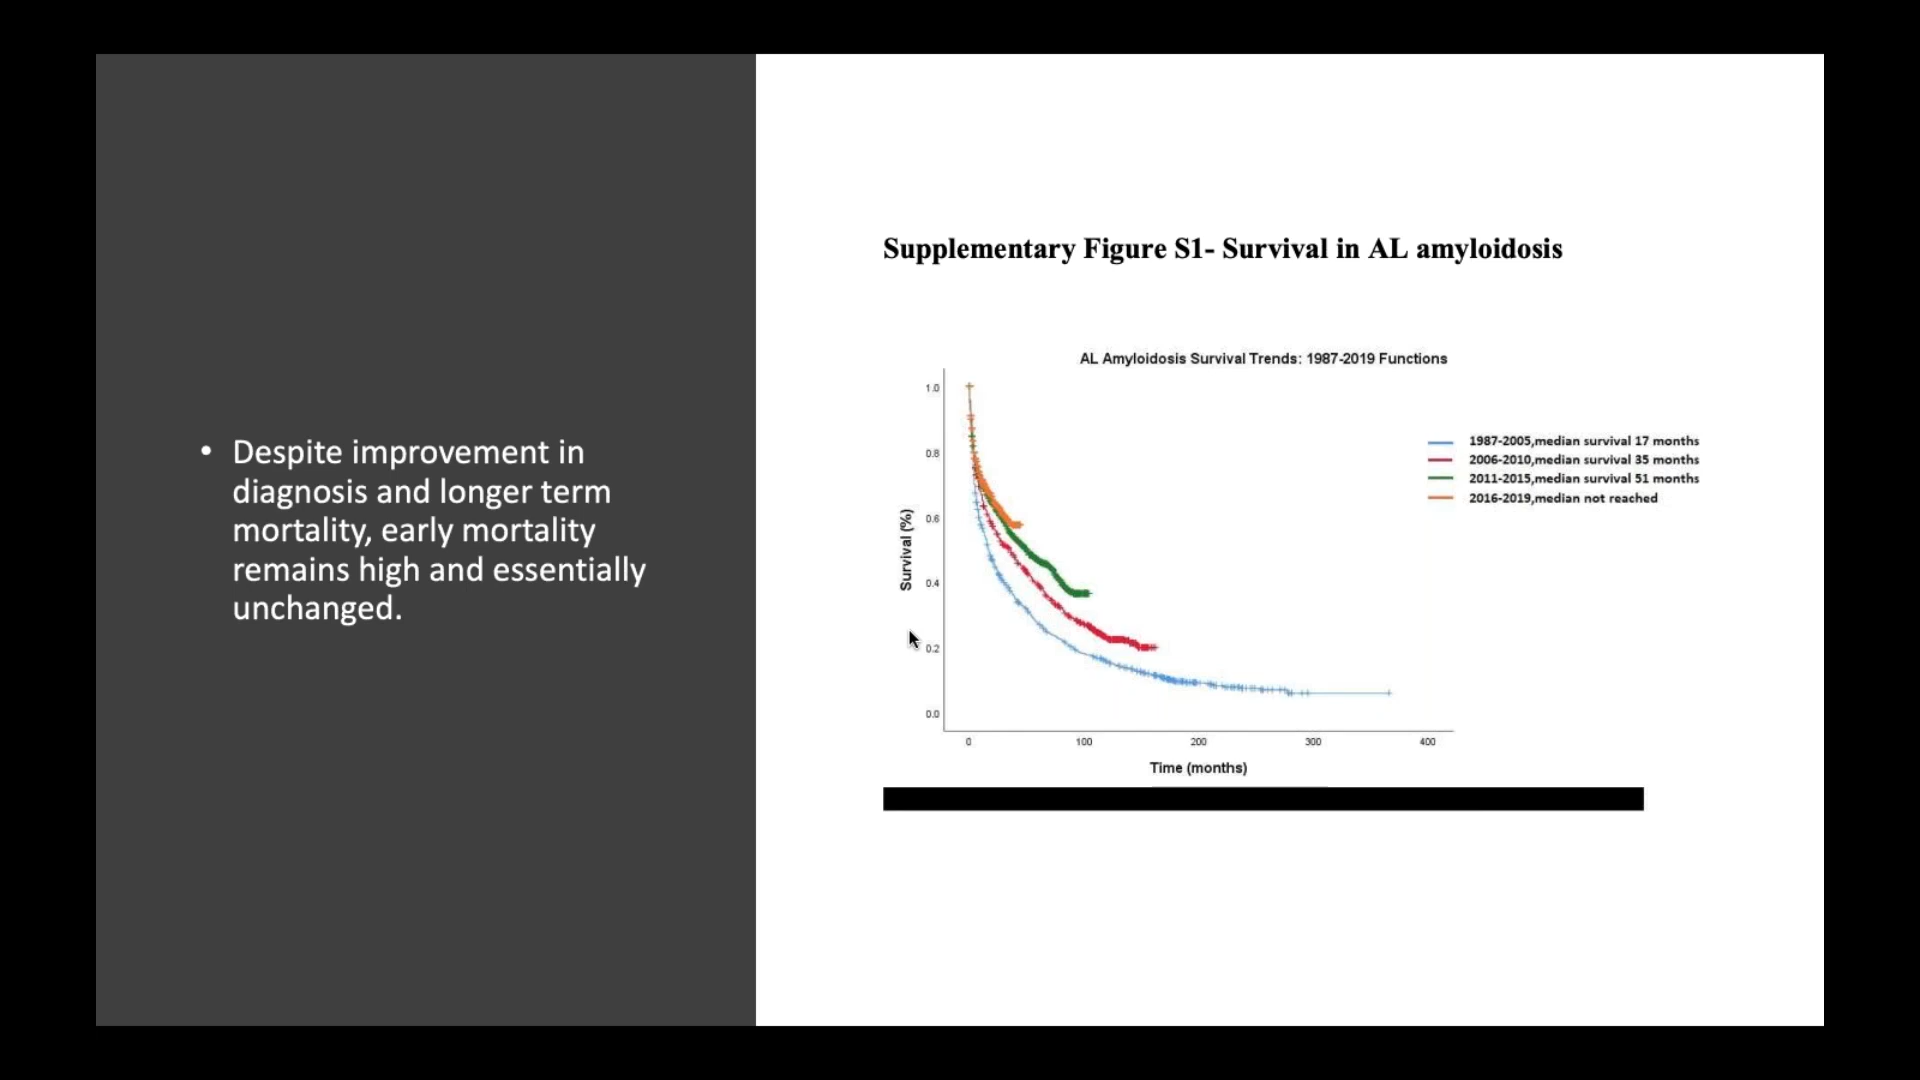 • Despite improvement in
diagnosis and longer term
mortality, early mortality
remains high and essentially
unchanged.
Supplementary Figure S1- Survival in AL amyloidosis
AL Amyloidosis Survival Trends: 1987-2019 Functions
1.0
0.8
0.6
0.4
0.2
0.0
Survival (%)
0 100 200 300 400
Time (months)
1987-2005,median survival 17 months
2006-2010,median survival 35 months
2011-2015,median survival 51 months
2016-2019,median not reached